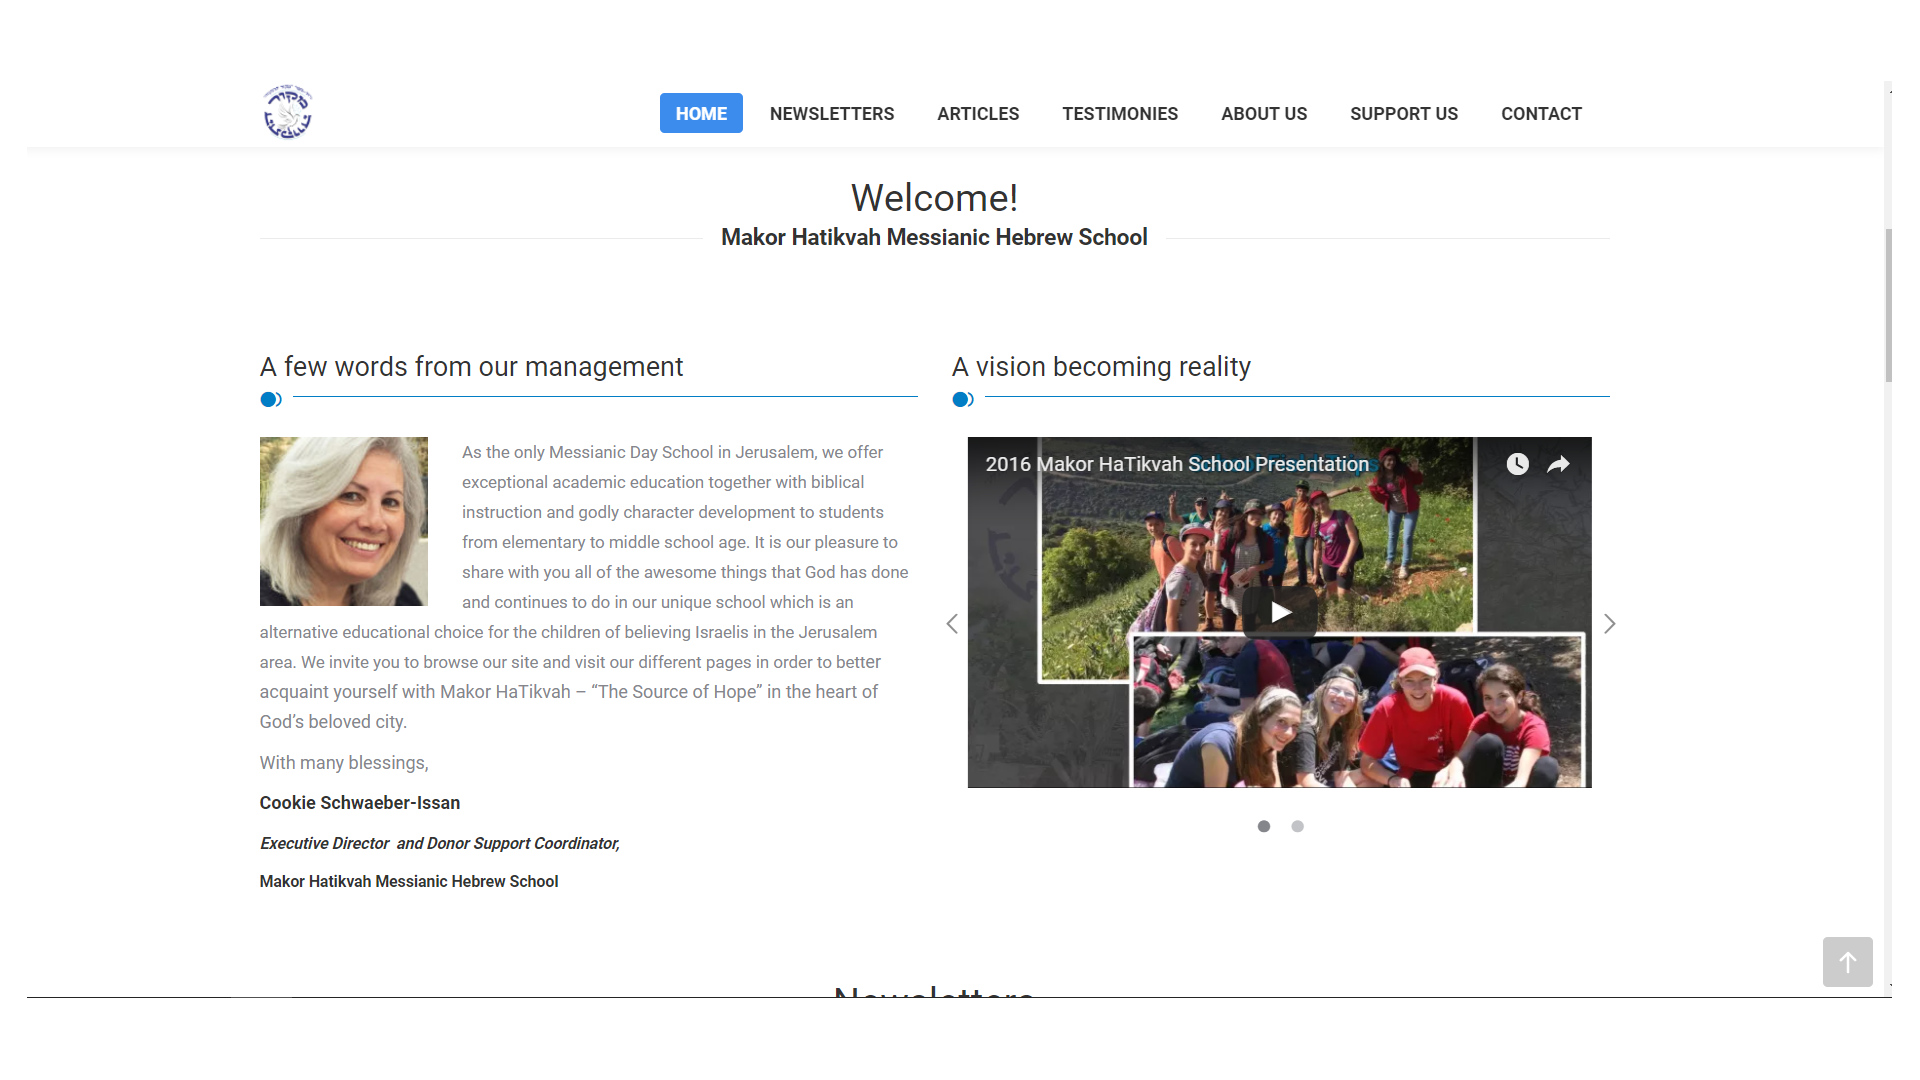 מקור
התקוה
HOME NEWSLETTERS ARTICLES TESTIMONIES ABOUT US SUPPORT US CONTACT
Welcome!
Makor Hatikvah Messianic Hebrew School
A few words from our management
As the only Messianic Day School in Jerusalem, we offer
exceptional academic education together with biblical
instruction and godly character development to students
from elementary to middle school age. It is our pleasure to
share with you all of the awesome things that God has done
and continues to do in our unique school which is an
alternative educational choice for the children of believing Israelis in the Jerusalem
area. We invite you to browse our site and visit our different pages in order to better
acquaint yourself with Makor HaTikvah – “The Source of Hope” in the heart of
God’s beloved city.
With many blessings,
Cookie Schwaeber-Issan
Executive Director and Donor Support Coordinator,
Makor Hatikvah Messianic Hebrew School
A vision becoming reality
2016 Makor HaTikvah School Presentation
Newsletters